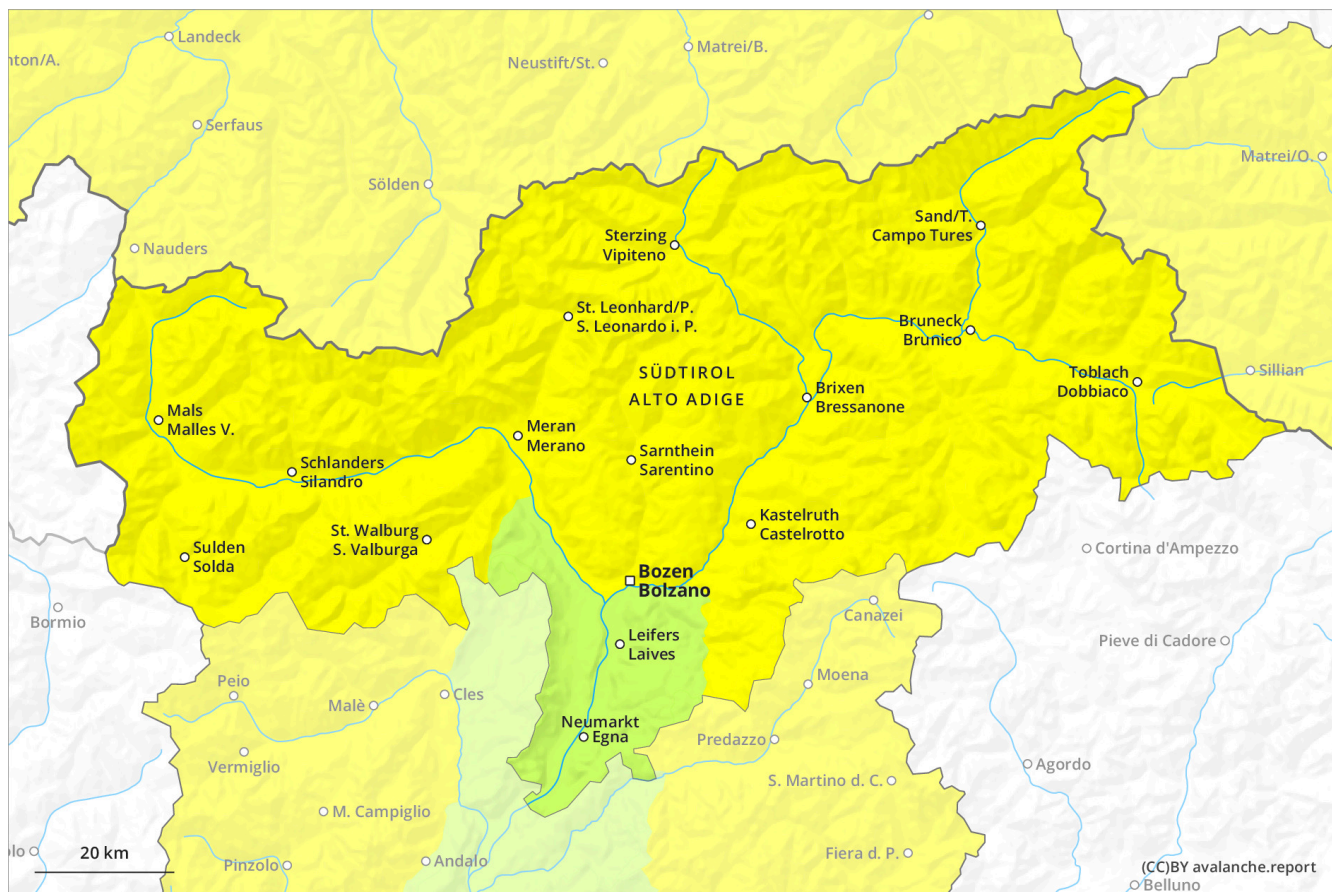 Landeck
nton/A.
Matrei/B.
Neustift/St.
Serfaus
Matrei/O.
Sölden
Nauders
Sand/T.
Campo Tures
Sterzing
Vipiteno
St. Leonhard/P.
S. Leonardo i. P.
Bruneck
Brunico
SÜDTIROL
ALTO ADIGE
Toblach
Dobbiaco
Sillian
Brixen
Bressanone
Mals
Malles V.
Meran
Merano
Sarnthein
Sarentino
Schlanders
Silandro
Kastelruth
Castelrotto
St. Walburg
S. Valburga
Sulden
Solda
Cortina d'Ampezzo
Bozen
Bolzano
Bormio
Canazei
Leifers
Laives
Pieve di Cadore
Moena
Peio
Cles
Malè
Neumarkt
Egna
Predazzo
Vermiglio
Agordo
S. Martino d. C.
M. Campiglio
20 km
olo
Pinzolo
Andalo
Fiera d. P.
(CC)BY avalanche.report
Belluno